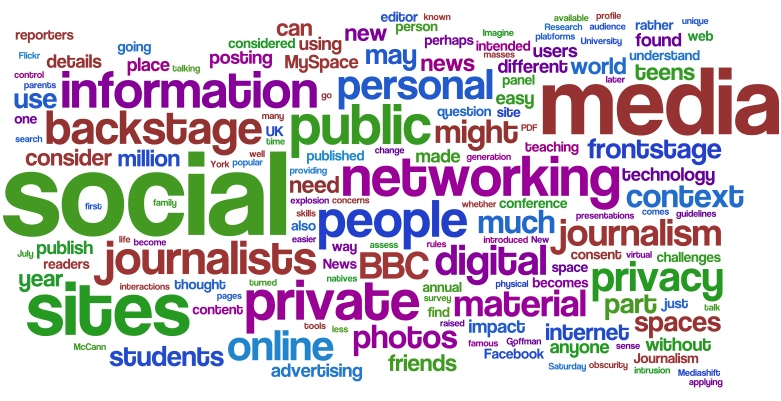 editor known
available profile
reporters
can
new person
Research audience rather unique
Flickr going
considered using
perhaps Imagine intended
platforms University found web
details
place talking
posting MySpace
may news masses users
understand
control
different world teens
parents
use information go personal panel
later
easy media
one backstage many public question site
UK might PDF
search time
teaching
consider million York well popular published change made generation
frontstage
social
providing
need networking technology
first family
explosion concerns whether conference context
skills people much presentations comes guidelines
also
July publish life become easier way assess rules introduced New journalism
readers journalists News BBC digital space consent virtual challenges
year interactions thought natives physical becomes privacy
sites pages turned private annual material part just talk
content survey
find
tools less photos raised impact internet spaces
famous Goffman anyone sense without
McCann students online friends Facebook
Saturday obscurity Journalism
advertising intrusion Mediashift
applying